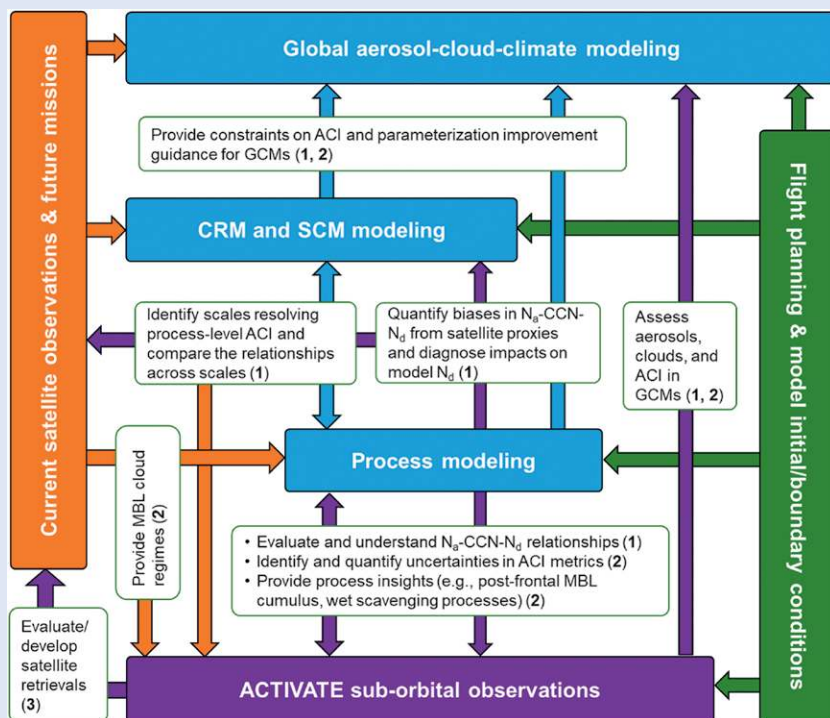 Global aerosol-cloud-climate modeling
Current satellite observations & future missions
Provide constraints on ACI and parameterization improvement
guidance for GCMs (1, 2)
Flight planning & model initial/boundary conditions
CRM and SCM modeling
Identify scales resolving
process-level ACI and
compare the relationships
across scales (1)
Quantify biases in Na-CCN-
Nd from satellite proxies
and diagnose impacts on
model Nd (1)
Assess
aerosols,
clouds, and
ACI in
GCMs (1, 2)
Process modeling
Provide MBL cloud
regimes (2)
• Evaluate and understand Na-CCN-Nd relationships (1)
• Identify and quantify uncertainties in ACI metrics (2)
• Provide process insights (e.g., post-frontal MBL
cumulus, wet scavenging processes) (2)
Evaluate/
develop
satellite
retrievals
(3)
ACTIVATE sub-orbital observations